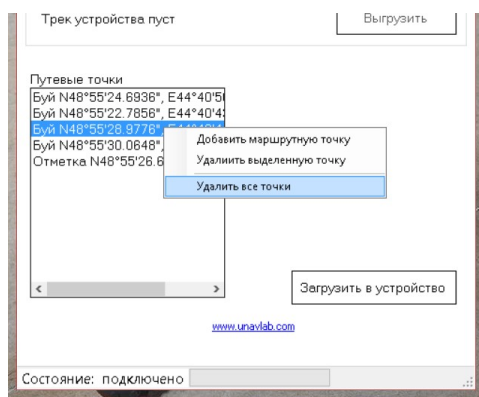 Трек устройства пуст
Выгрузить
Путевые точки
Буй N48°55'24.6936", E44°40'5
Буй N48°55'22.7856", E44°40'4
Буй N48°55'28.9776",
Буй N48°55'30.0648",
Отметка N48°55'26.6
Добавить маршрутную точку
Удалиить выделенную точку
Удалить все точки
Загрузить в устройство
www.unavlab.com
Состояние: подключено